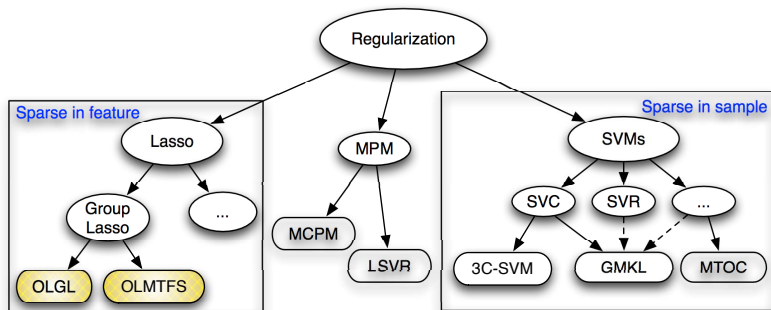 Regularization
Sparse in feature
Sparse in sample
Lasso
MPM
SVMs
Group
Lasso
...
SVC
SVR
...
MCPM
LSVR
OLGL
OLMTFS
3C-SVM
GMKL
MTOC